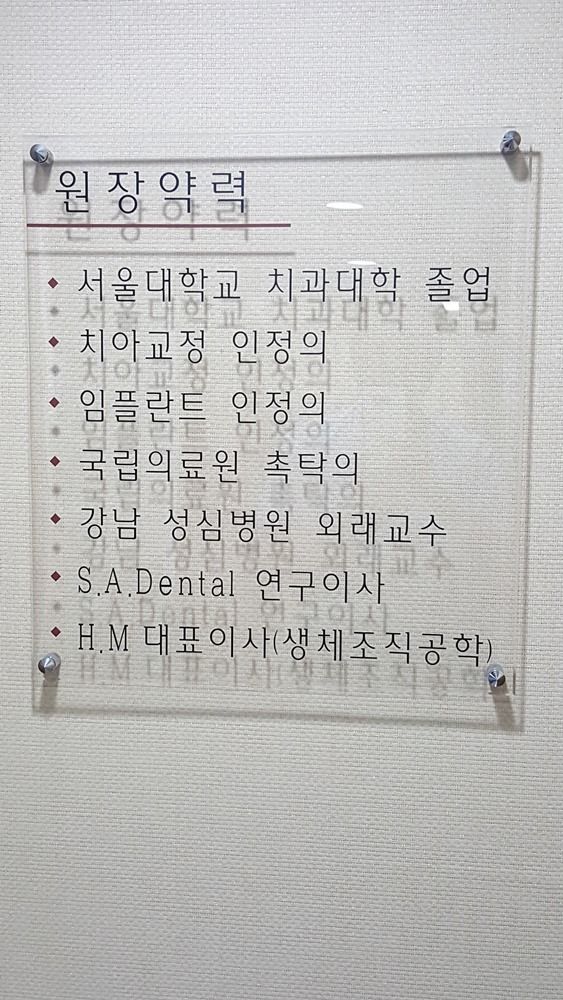 원장약력
서울대학교 치과대학 졸업
치아교정 인정의
임플란트 인정의
국립의료원 촉탁의
강남 성심병원 외래교수
S.A.Dental 연구이사
H.M 대표이사(생체조직공학)